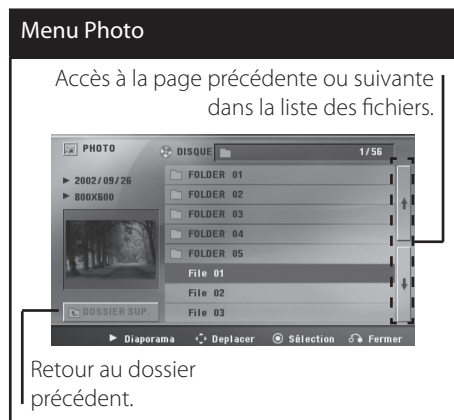 Menu Photo
Accès à la page précédente ou suivante
dans la liste des fichiers.
PHOTO
DISQUE
1/56
2002/09/26
800X600
FOLDER 01
FOLDER 02
FOLDER 03
FOLDER 04
FOLDER 05
File 01
File 02
File 03
DOSSIER SUP.
Diaporama Deplacer Sélection Fermer
Retour au dossier
précédent.